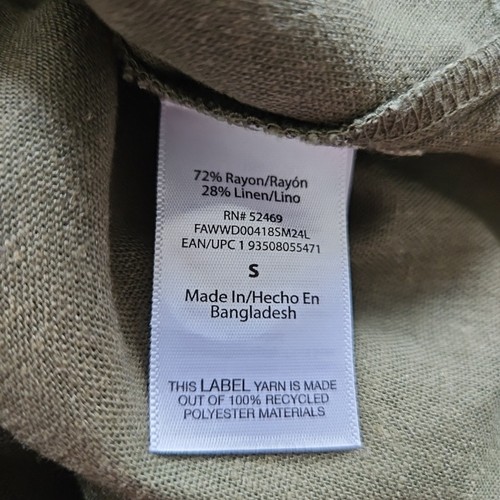 72% Rayon/Rayón
28% Linen/Lino
RN# 52469
FAWWD00418SM24L
EAN/UPC 1 93508055471
S
Made In/Hecho En
Bangladesh
THIS LABEL YARN IS MADE
OUT OF 100% RECYCLED
POLYESTER MATERIALS